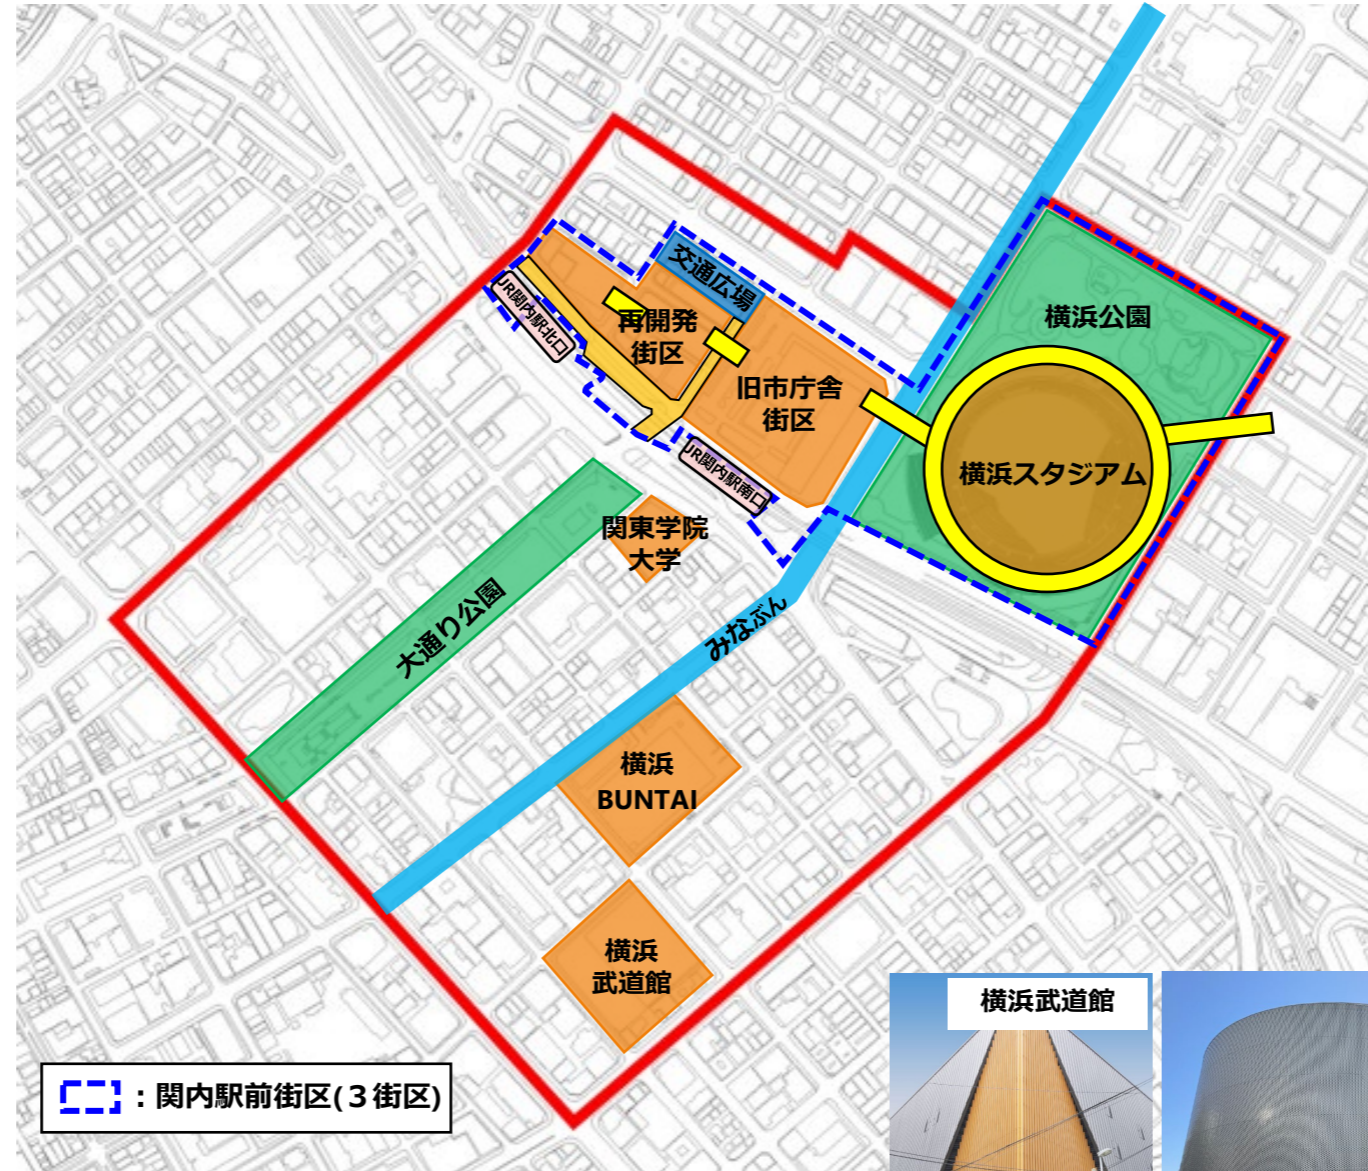 交通広場
JR関内駅北口
再開発
街区
横浜公園
旧市庁舎
街区
JR関内駅南口
横浜スタジアム
関東学院
大学
大通り公園
みなぶん
横浜
BUNTAI
横浜
武道館
横浜武道館
：関内駅前街区(３街区)